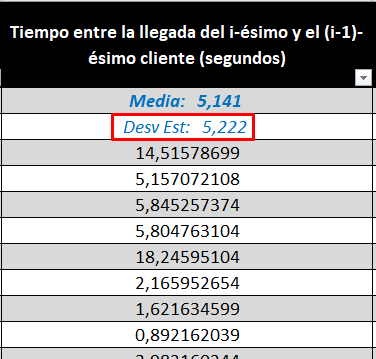 Tiempo entre la llegada del i-ésimo y el (i-1)-
ésimo cliente (segundos)
Media: 5,141
Desv Est: 5,222
14,51578699
5,157072108
5,845257374
5,804763104
18,24595104
2,165952654
1,621634599
0,892162039